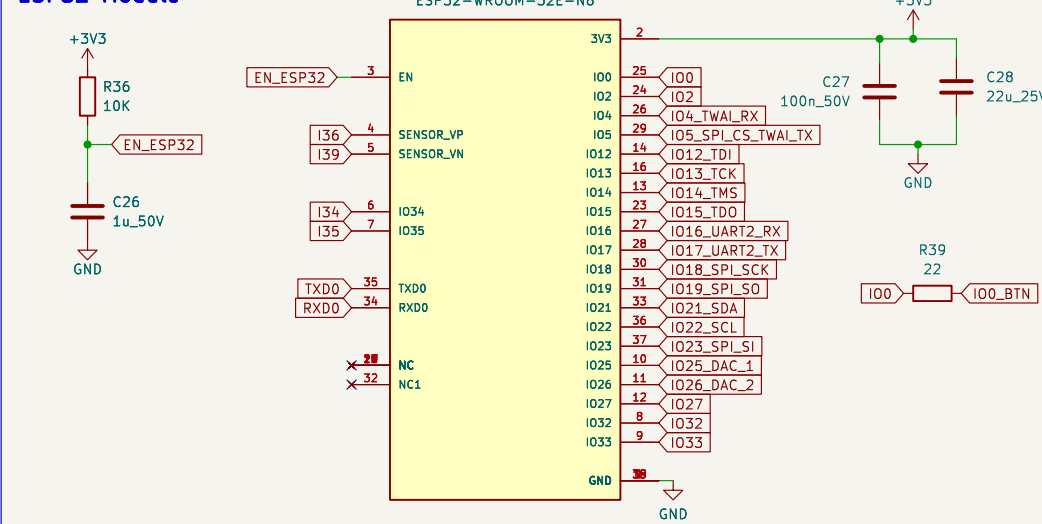 ESP32 Module
ESP32-WROOM-32E-N8
+3V3
R36
10K
EN_ESP32
C26
1u_50V
GND
EN_ESP32 3 EN
I36 4 SENSOR_VP
I39 5 SENSOR_VN
I34 6 IO34
I35 7 IO35
TXD0 35 TXD0
RXD0 34 RXD0
NC
32 NC1
3V3 2
IO0 25 IO0
IO2 24 IO2
IO4 26 IO4_TWAI_RX
IO5 29 IO5_SPI_CS_TWAI_TX
IO12 14 IO12_TDI
IO13 16 IO13_TCK
IO14 13 IO14_TMS
IO15 23 IO15_TDO
IO16 27 IO16_UART2_RX
IO17 28 IO17_UART2_TX
IO18 30 IO18_SPI_SCK
IO19 31 IO19_SPI_SO
IO21 33 IO21_SDA
IO22 36 IO22_SCL
IO23 37 IO23_SPI_SI
IO25 10 IO25_DAC_1
IO26 11 IO26_DAC_2
IO27 12 IO27
IO32 8 IO32
IO33 9 IO33
GND
GND
+3V3
C27
100n_50V
C28
22u_25V
GND
R39
22
IO0
IO0_BTN